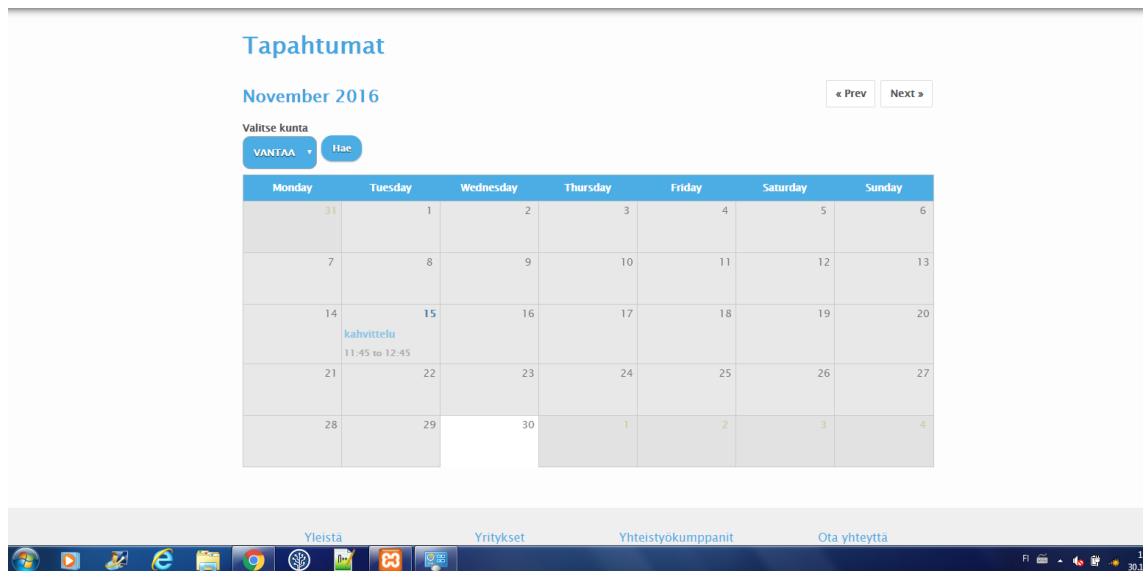 Tapahtumat
November 2016
« Prev Next »
Valitse kunta
VANTAA Hae
Monday Tuesday Wednesday Thursday Friday Saturday Sunday
31 1 2 3 4 5 6
7 8 9 10 11 12 13
14 15 16 17 18 19 20
kahvittelu
11:45 to 12:45
21 22 23 24 25 26 27
28 29 30 1 2 3 4
Yleistä Yritykset Yhteistyökumppanit Ota yhteyttä
FI